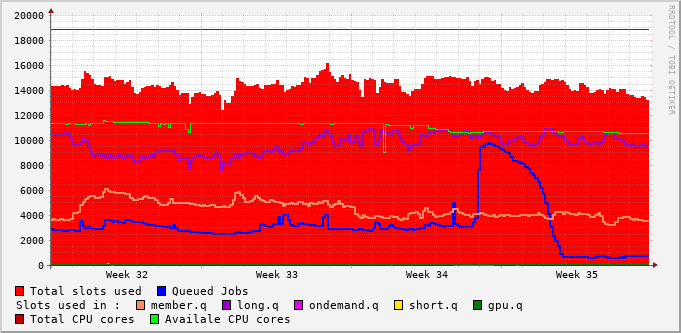 RRDTOOL / TOBI OETIKER
20000
18000
16000
14000
12000
10000
8000
6000
4000
2000
0
Week 32 Week 33 Week 34 Week 35
Total slots used Queued Jobs
Slots used in : member.q long.q ondemand.q short.q gpu.q
Total CPU cores Availale CPU cores